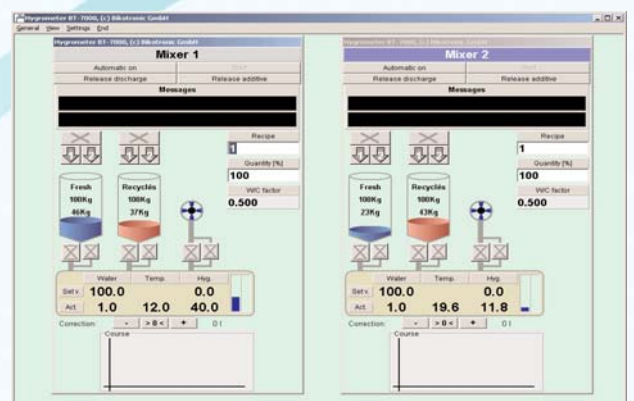 Hygrometer BT-7000, (c) Bikotronic GmbH
General View Settings End
Hygrometer BT-7000, (c) Bikotronic GmbH
Mixer 1
Automatic on Start
Release discharge Release additive
Messages
Recipe
1
Quantity [%]
100
W/C factor
0.500
Fresh
100Kg
46Kg
Recyclés
100Kg
37Kg
Water Temp. Hyg.
Set v. 100.0 0.0
Act. 1.0 12.0 40.0
Correction: - > 0 < + 0 l
Course
Hygrometer BT-7000, (c) Bikotronic GmbH
Mixer 2
Automatic on Start
Release discharge Release additive
Messages
Recipe
1
Quantity [%]
100
W/C factor
0.500
Fresh
100Kg
23Kg
Recyclés
100Kg
43Kg
Water Temp. Hyg.
Set v. 100.0 0.0
Act. 1.0 19.6 11.8
Correction: - > 0 < + 0 l
Course